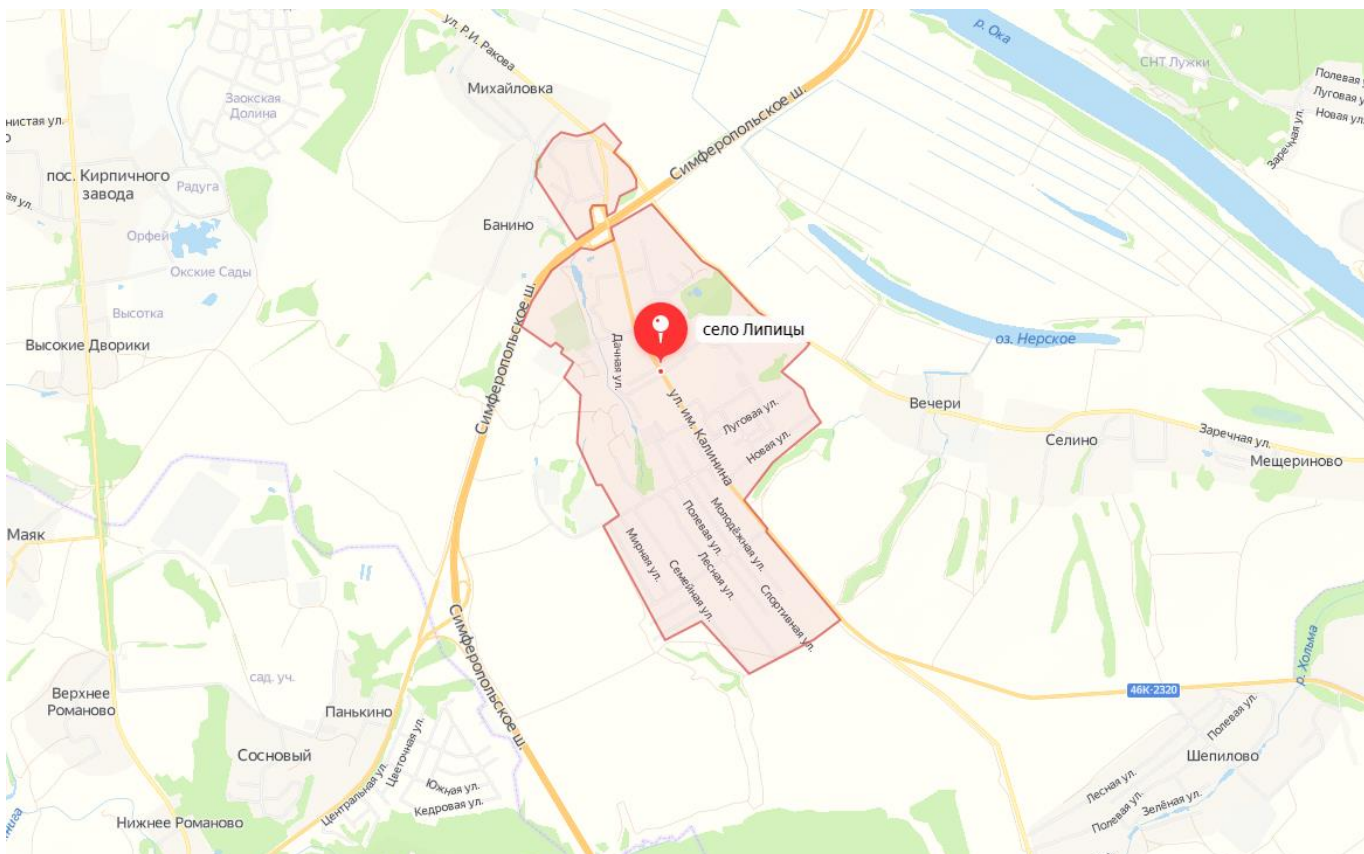 р. Ока
ул. Р.И. Ракова
СНТ Лужки
Полевая у
Луговая у
Новая ул.
Заречная ул.
Михайловка
Заокская
Долина
нистая ул.
Симферопольское ш.
пос. Кирпичного
завода
Радуга
ая ул.
Банино
Орфей
Окские Сады
Высотка
село Липицы
оз. Нерское
Высокие Дворики
Дачная ул.
Симферопольское ш.
ул. им. Калинина
Луговая ул.
Новая ул.
Вечери
Селино
Заречная ул.
Мещериново
Маяк
Молодёжная ул.
Полевая ул.
Мирная ул.
Семейная ул.
Лесная ул.
Спортивная ул.
Симферопольское ш.
р. Хольма
Верхнее
Романово
сад. уч.
Панькино
46К-2320
Полевая ул.
Сосновый
Цветочная ул.
Центральная ул.
Южная ул.
Кедровая ул.
Шепилово
Лесная ул.
Полевая ул.
Зелёная ул.
Нижнее Романово